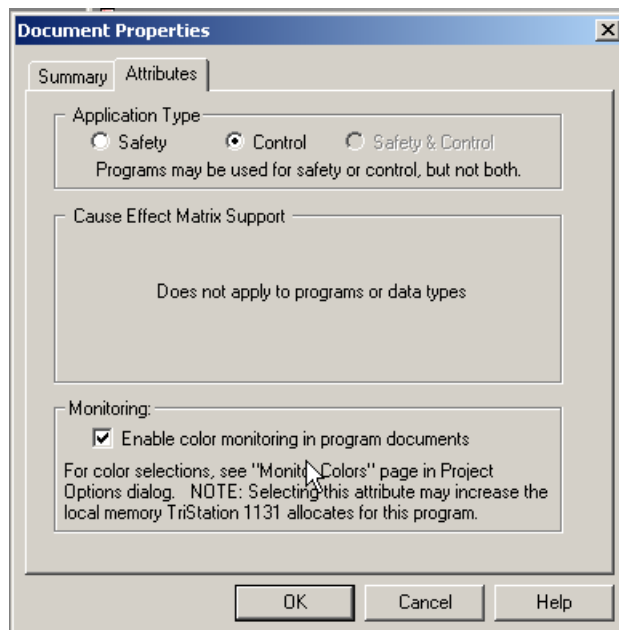 Document Properties
Summary
Attributes
Application Type
Safety
Control
Safety & Control
Programs may be used for safety or control, but not both.
Cause Effect Matrix Support
Does not apply to programs or data types
Monitoring:
Enable color monitoring in program documents
For color selections, see "Monitor Colors" page in Project
Options dialog. NOTE: Selecting this attribute may increase the
local memory TriStation 1131 allocates for this program.
OK
Cancel
Help